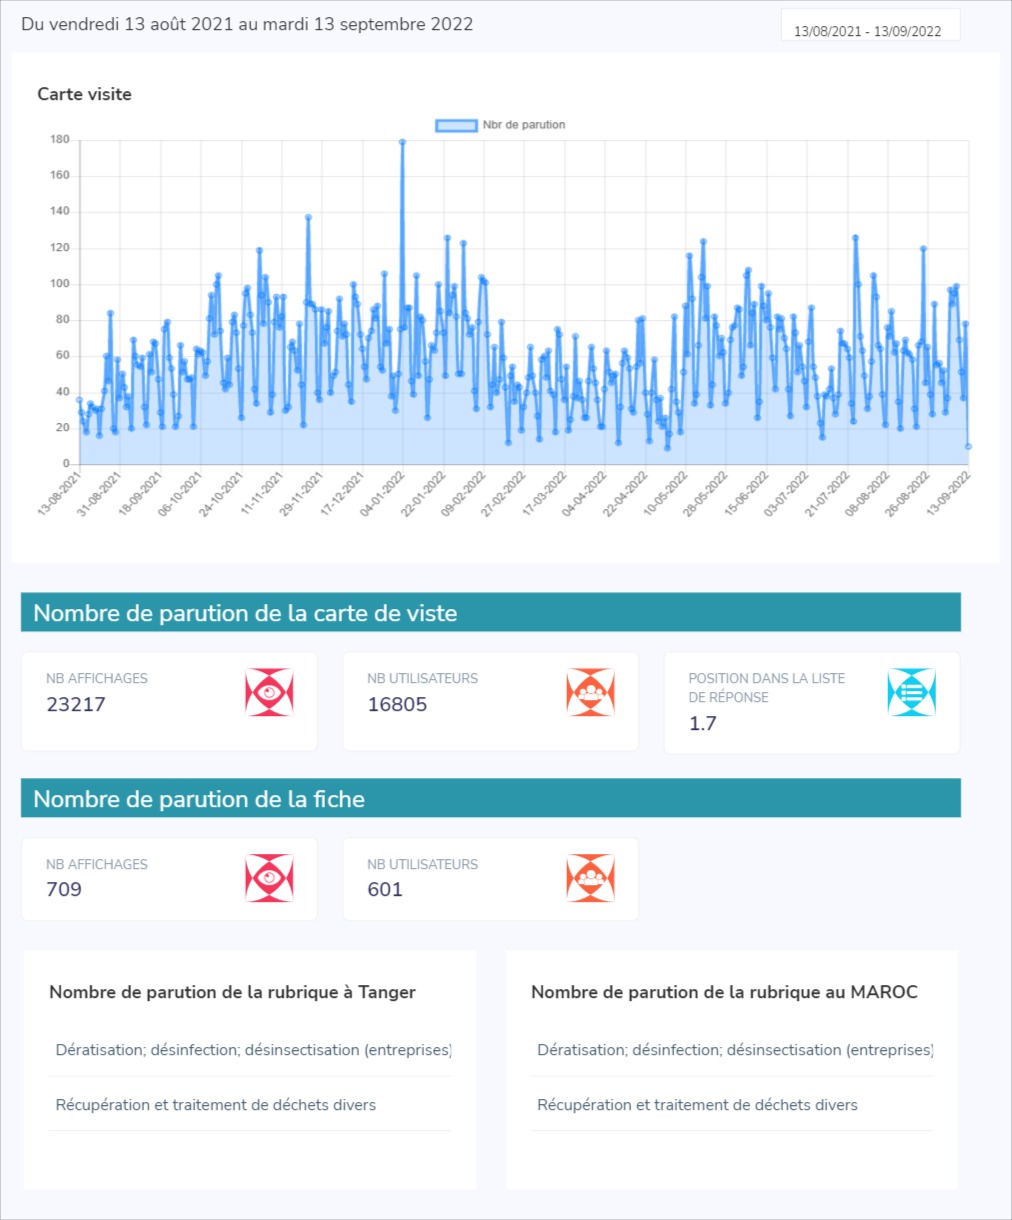 Du vendredi 13 août 2021 au mardi 13 septembre 2022
13/08/2021 - 13/09/2022
Carte visite
Nbr de parution
180
160
140
120
100
80
60
40
20
0
13-08-2021
31-08-2021
18-09-2021
06-10-2021
24-10-2021
11-11-2021
29-11-2021
17-12-2021
04-01-2022
22-01-2022
09-02-2022
27-02-2022
17-03-2022
04-04-2022
22-04-2022
10-05-2022
28-05-2022
15-06-2022
03-07-2022
21-07-2022
08-08-2022
26-08-2022
13-09-2022
Nombre de parution de la carte de viste
NB AFFICHAGES
23217
NB UTILISATEURS
16805
POSITION DANS LA LISTE
DE RÉPONSE
1.7
Nombre de parution de la fiche
NB AFFICHAGES
709
NB UTILISATEURS
601
Nombre de parution de la rubrique à Tanger
Dératisation; désinfection; désinsectisation (entreprises)
Récupération et traitement de déchets divers
Nombre de parution de la rubrique au MAROC
Dératisation; désinfection; désinsectisation (entreprises)
Récupération et traitement de déchets divers